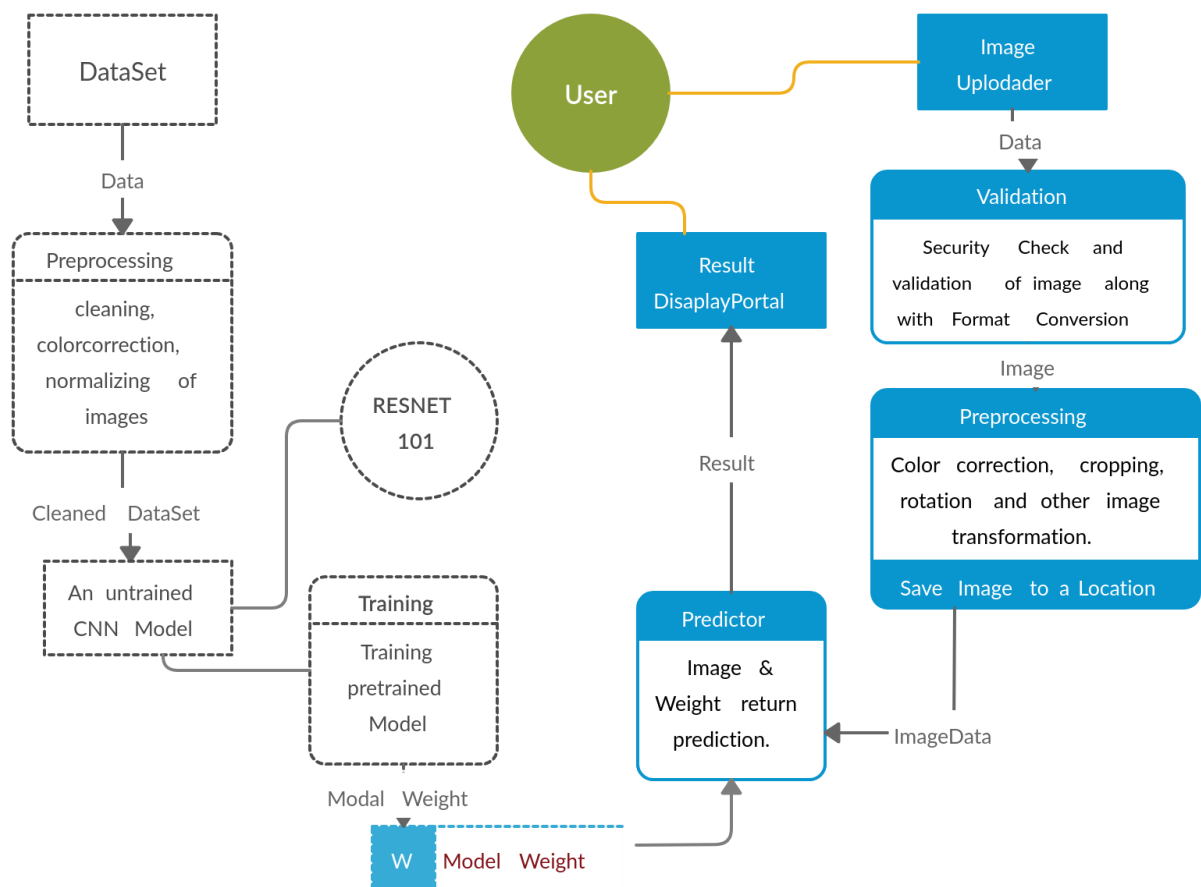 DataSet
Data
Preprocessing
cleaning,
colorcorrection,
normalizing of
images
Cleaned DataSet
An untrained
CNN Model
RESNET
101
Training
Training
pretrained
Model
Modal Weight
W
Model Weight
User
Image
Uplodader
Data
Validation
Security Check and
validation of image along
with Format Conversion
Image
Preprocessing
Color correction, cropping,
rotation and other image
transformation.
Save Image to a Location
ImageData
Predictor
Image &
Weight return
prediction.
Result
Result
DisaplayPortal